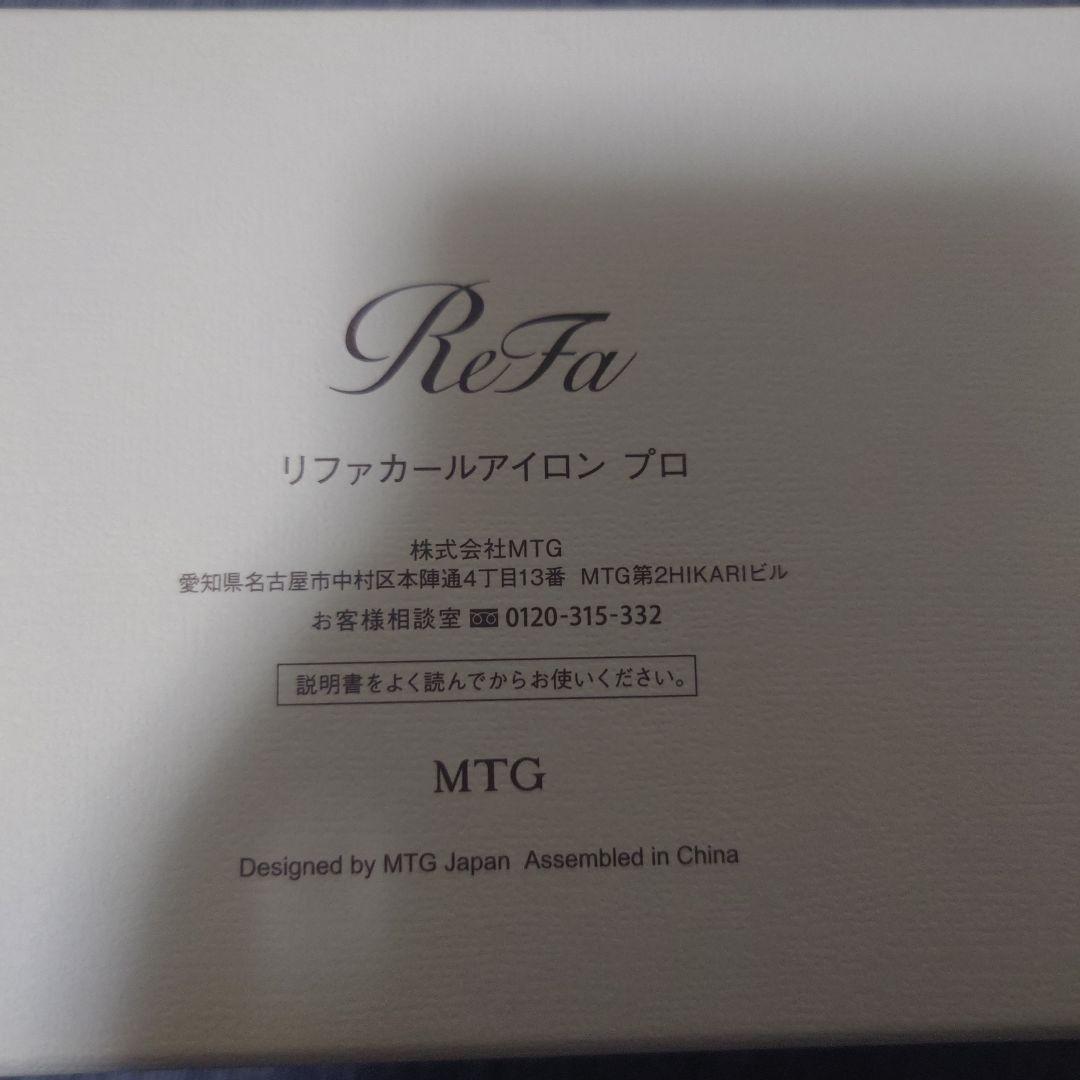 ReFa
リファカールアイロン プロ
株式会社MTG
愛知県名古屋市中村区本陣通4丁目13番 MTG第2HIKARIビル
お客様相談室 0120-315-332
説明書をよく読んでからお使いください。
MTG
Designed by MTG Japan Assembled in China